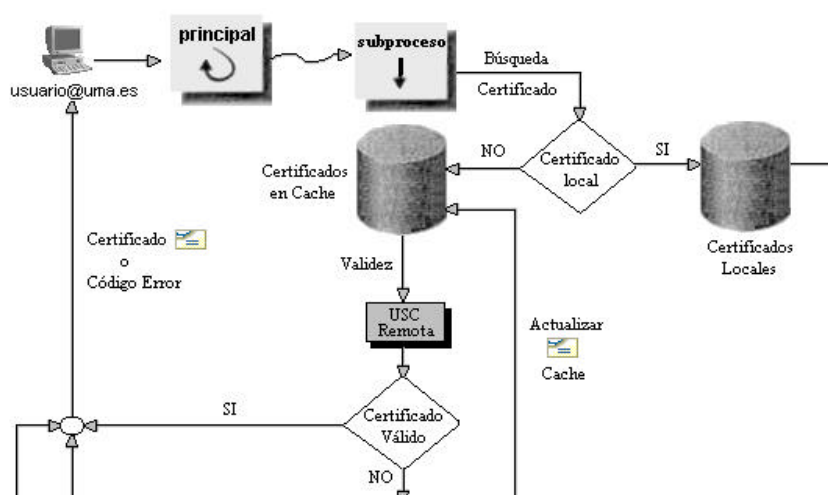 principal
subproceso
usuario@uma.es
Búsqueda
Certificado
NO
Certificado
local
SI
Certificados
en Cache
Certificados
Locales
Certificado
o
Código Error
Validez
USC
Remota
Actualizar
Cache
SI
Certificado
Válido
NO